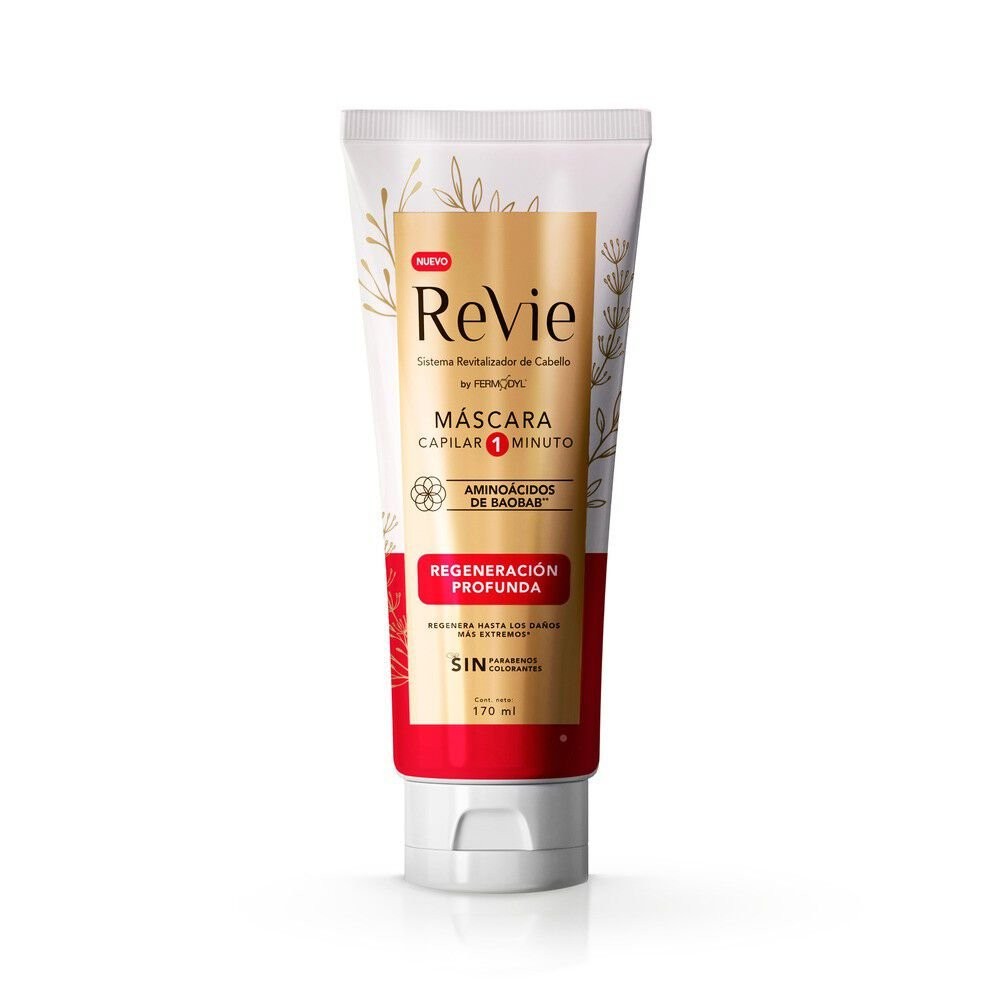 NUEVO
ReVie
Sistema Revitalizador de Cabello
by FERMODYL
MÁSCARA
CAPILAR 1 MINUTO
AMINOÁCIDOS
DE BAOBAB**
REGENERACIÓN
PROFUNDA
REGENERA HASTA LOS DAÑOS
MÁS EXTREMOS*
SIN PARABENOS
COLORANTES
Cont. neto:
170 ml